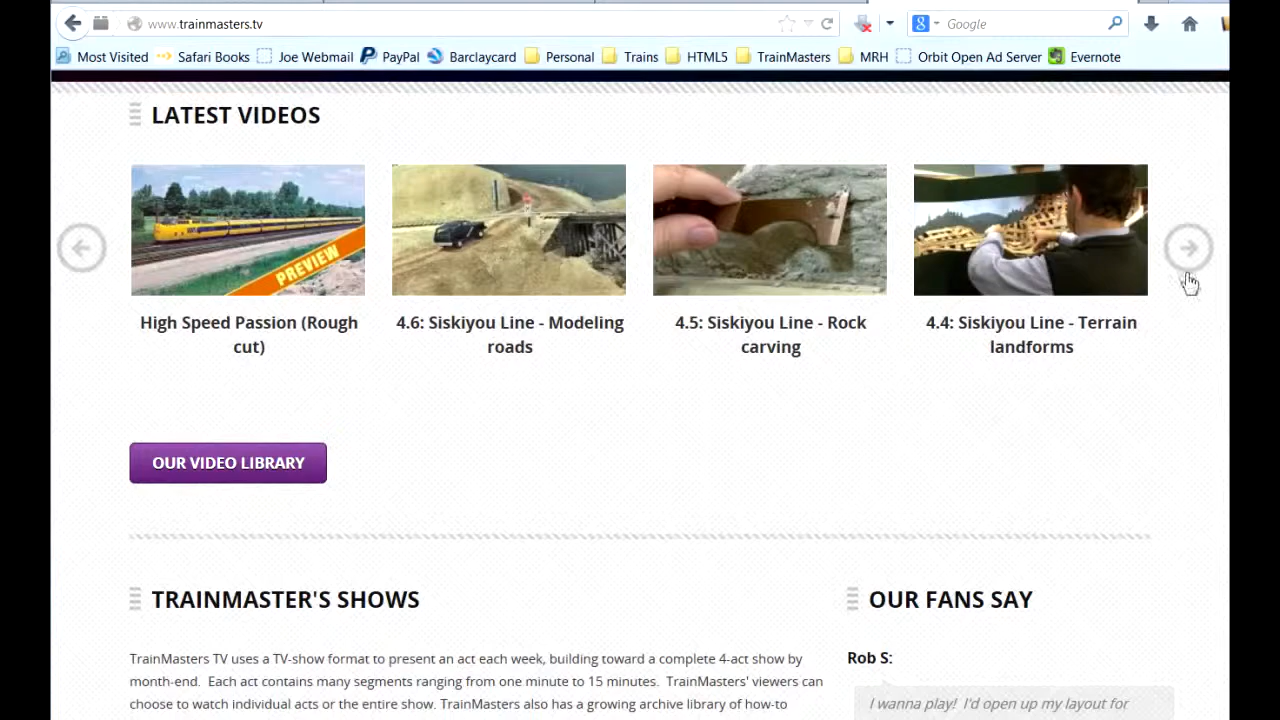 www.trainmasters.tv
Google
Most Visited Safari Books Joe Webmail PayPal Barclaycard Personal Trains HTML5 TrainMasters MRH Orbit Open Ad Server Evernote
LATEST VIDEOS
PREVIEW
High Speed Passion (Rough
cut)
4.6: Siskiyou Line - Modeling
roads
4.5: Siskiyou Line - Rock
carving
4.4: Siskiyou Line - Terrain
landforms
OUR VIDEO LIBRARY
TRAINMASTER'S SHOWS
TrainMasters TV uses a TV-show format to present an act each week, building toward a complete 4-act show by
month-end. Each act contains many segments ranging from one minute to 15 minutes. TrainMasters' viewers can
choose to watch individual acts or the entire show. TrainMasters also has a growing archive library of how-to
OUR FANS SAY
Rob S:
I wanna play! I'd open up my layout for